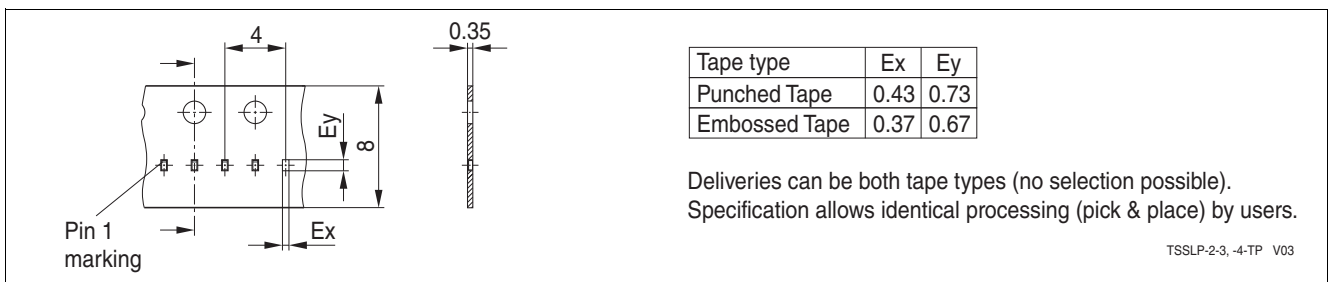 4
0.35
Ey
8
Pin 1
marking
Ex
Tape type Ex Ey
Punched Tape 0.43 0.73
Embossed Tape 0.37 0.67
Deliveries can be both tape types (no selection possible).
Specification allows identical processing (pick & place) by users.
TSSLP-2-3, -4-TP V03